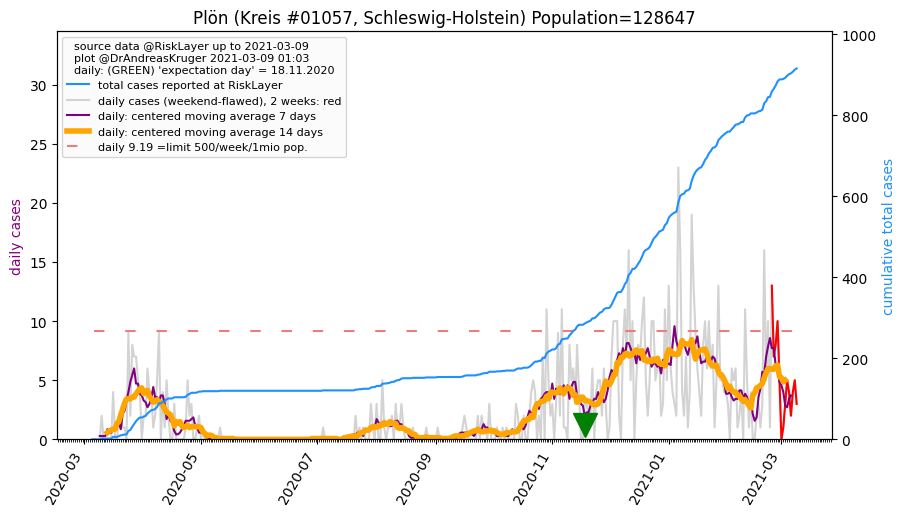 Plön (Kreis #01057, Schleswig-Holstein) Population=128647
source data @RiskLayer up to 2021-03-09
plot @DrAndreasKruger 2021-03-09 01:03
daily: (GREEN) 'expectation day' = 18.11.2020
total cases reported at RiskLayer
daily cases (weekend-flawed), 2 weeks: red
daily: centered moving average 7 days
daily: centered moving average 14 days
daily 9.19 =limit 500/week/1mio pop.
daily cases
0
5
10
15
20
25
30
cumulative total cases
0
200
400
600
800
1000
2020-03
2020-05
2020-07
2020-09
2020-11
2021-01
2021-03